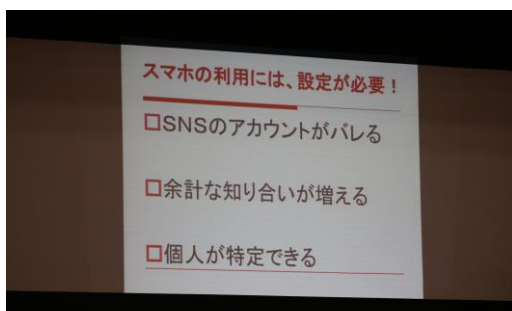 スマホの利用には、設定が必要！
□SNSのアカウントがバレる
□余計な知り合いが増える
□個人が特定できる